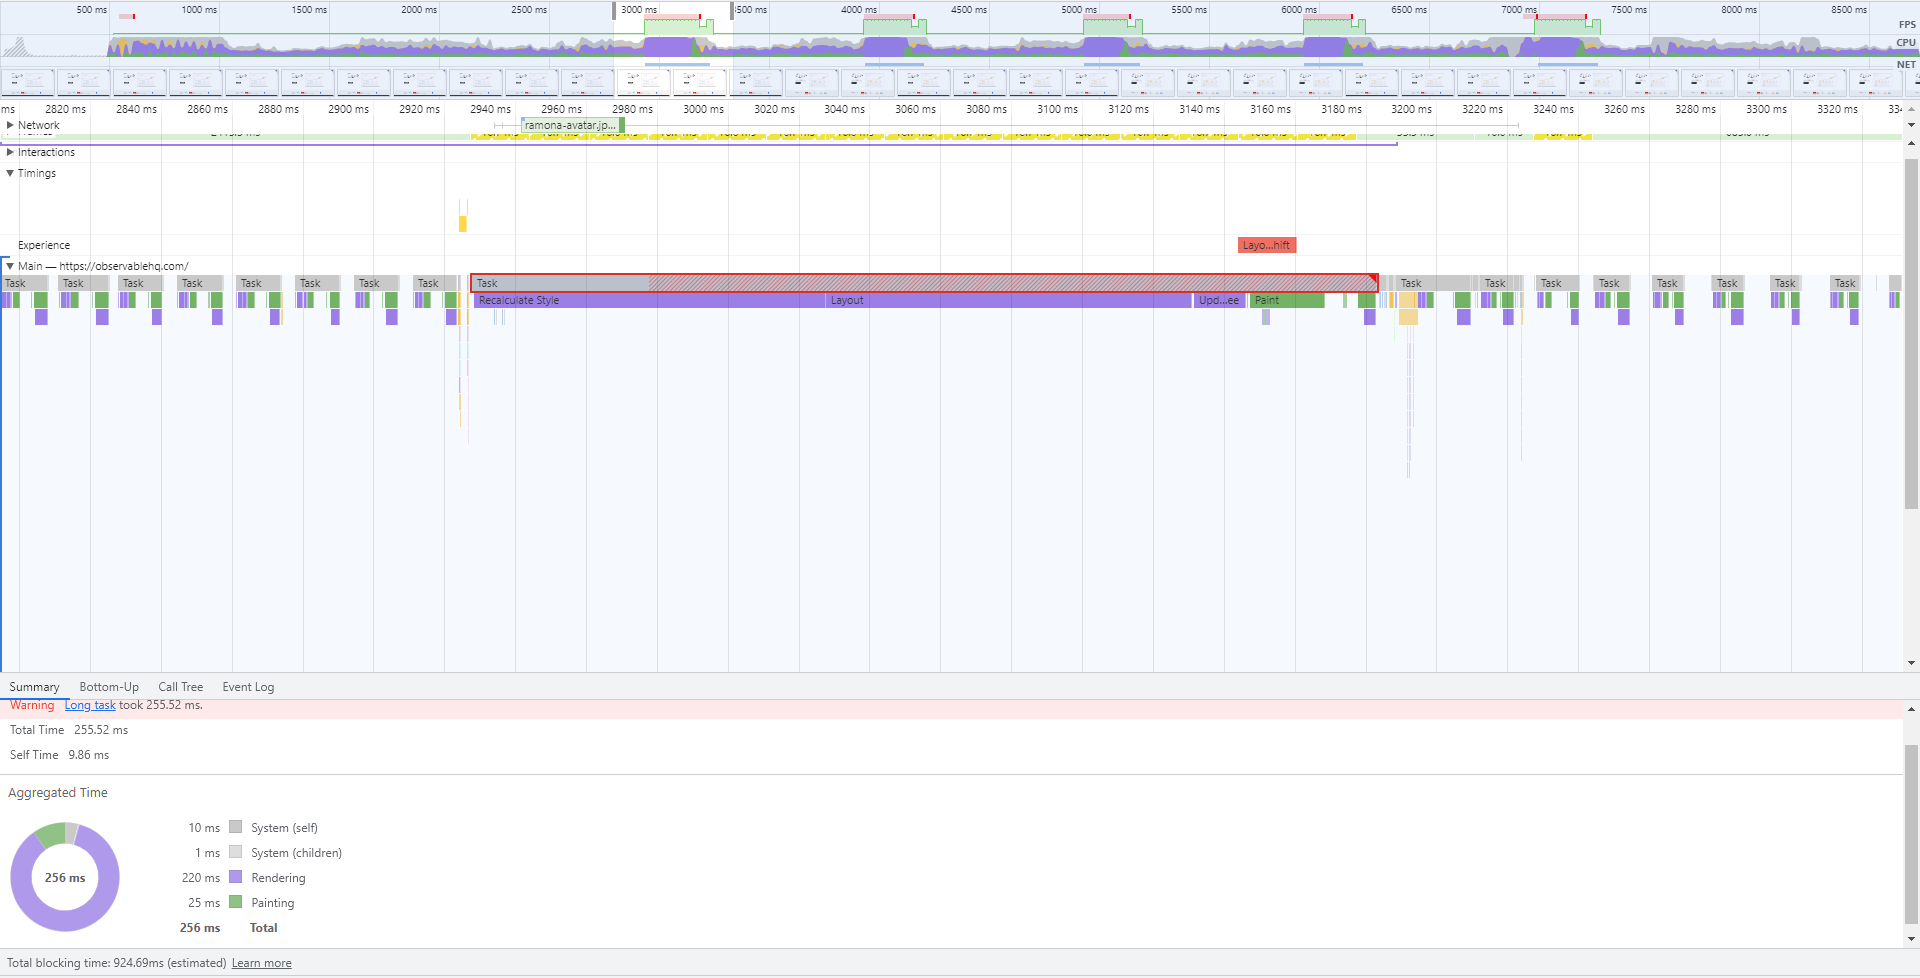 500 ms 1000 ms 1500 ms 2000 ms 2500 ms 3000 ms 3500 ms 4000 ms 4500 ms 5000 ms 5500 ms 6000 ms 6500 ms 7000 ms 7500 ms 8000 ms 8500 ms
FPS
CPU
NET
ms 2820 ms 2840 ms 2860 ms 2880 ms 2900 ms 2920 ms 2940 ms 2960 ms 2980 ms 3000 ms 3020 ms 3040 ms 3060 ms 3080 ms 3100 ms 3120 ms 3140 ms 3160 ms 3180 ms 3200 ms 3220 ms 3240 ms 3260 ms 3280 ms 3300 ms 3320 ms 334
Network ramona-avatar.jp...
Interactions
Timings
Experience Layo...hift
Main — https://observablehq.com/
Task Task Task Task Task Task Task Task Task Task Task Task Task Task Task Task Task
Recalculate Style Layout Upd...ee Paint
Summary Bottom-Up Call Tree Event Log
Warning Long task took 255.52 ms.
Total Time 255.52 ms
Self Time 9.86 ms
Aggregated Time
10 ms System (self)
1 ms System (children)
256 ms
220 ms Rendering
25 ms Painting
256 ms Total
Total blocking time: 924.69ms (estimated) Learn more